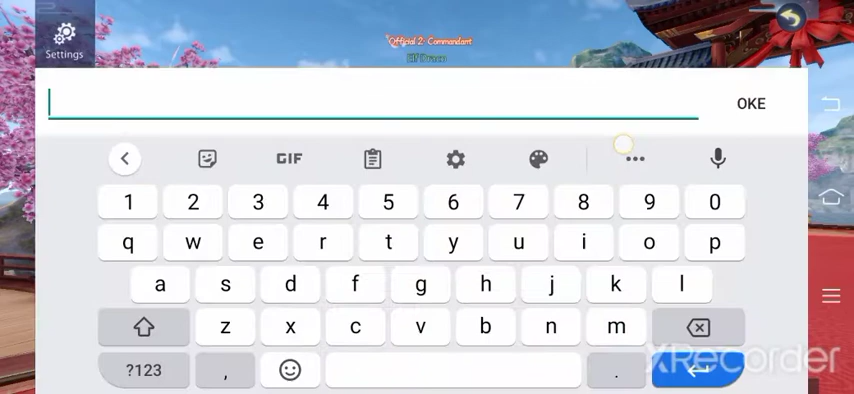 Settings
Official 2- Commandant
OKE
GIF
1 2 3 4 5 6 7 8 9 0
q w e r t y u i o p
a s d f g h j k l
z x c v b n m
?123 , .
XRecorder